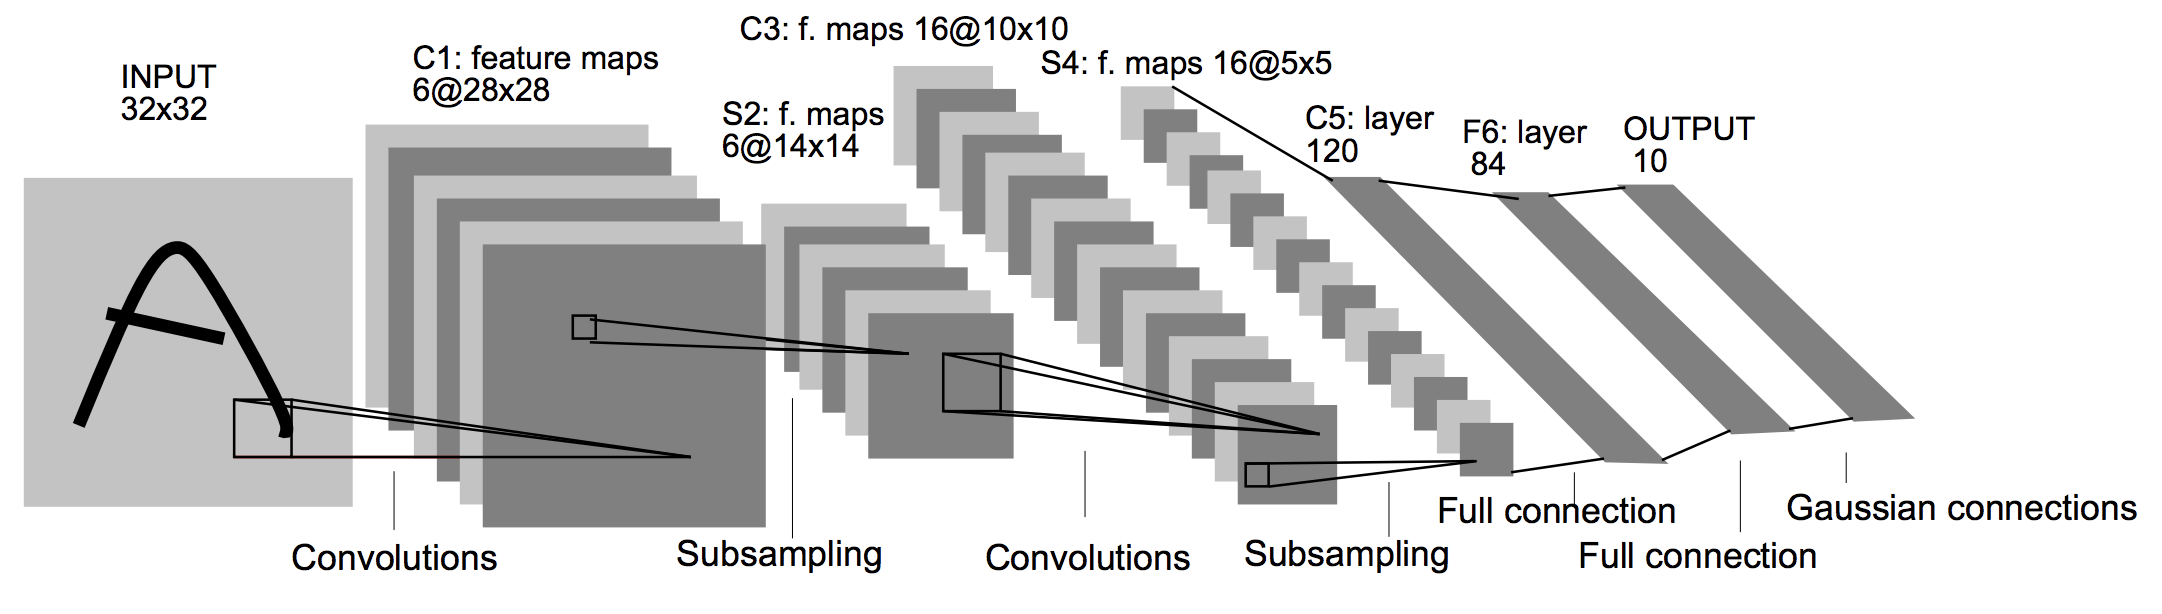 INPUT
32x32
C1: feature maps
6@28x28
S2: f. maps
6@14x14
C3: f. maps 16@10x10
S4: f. maps 16@5x5
C5: layer
120
F6: layer
84
OUTPUT
10
Convolutions
Subsampling
Convolutions
Subsampling
Full connection
Full connection
Gaussian connections